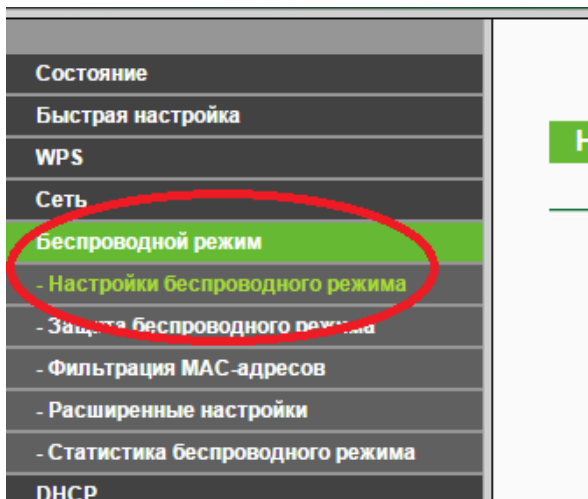 Состояние
Быстрая настройка
WPS
Сеть
Беспроводной режим
- Настройки беспроводного режима
- Защита беспроводного режима
- Фильтрация MAC-адресов
- Расширенные настройки
- Статистика беспроводного режима
DHCP